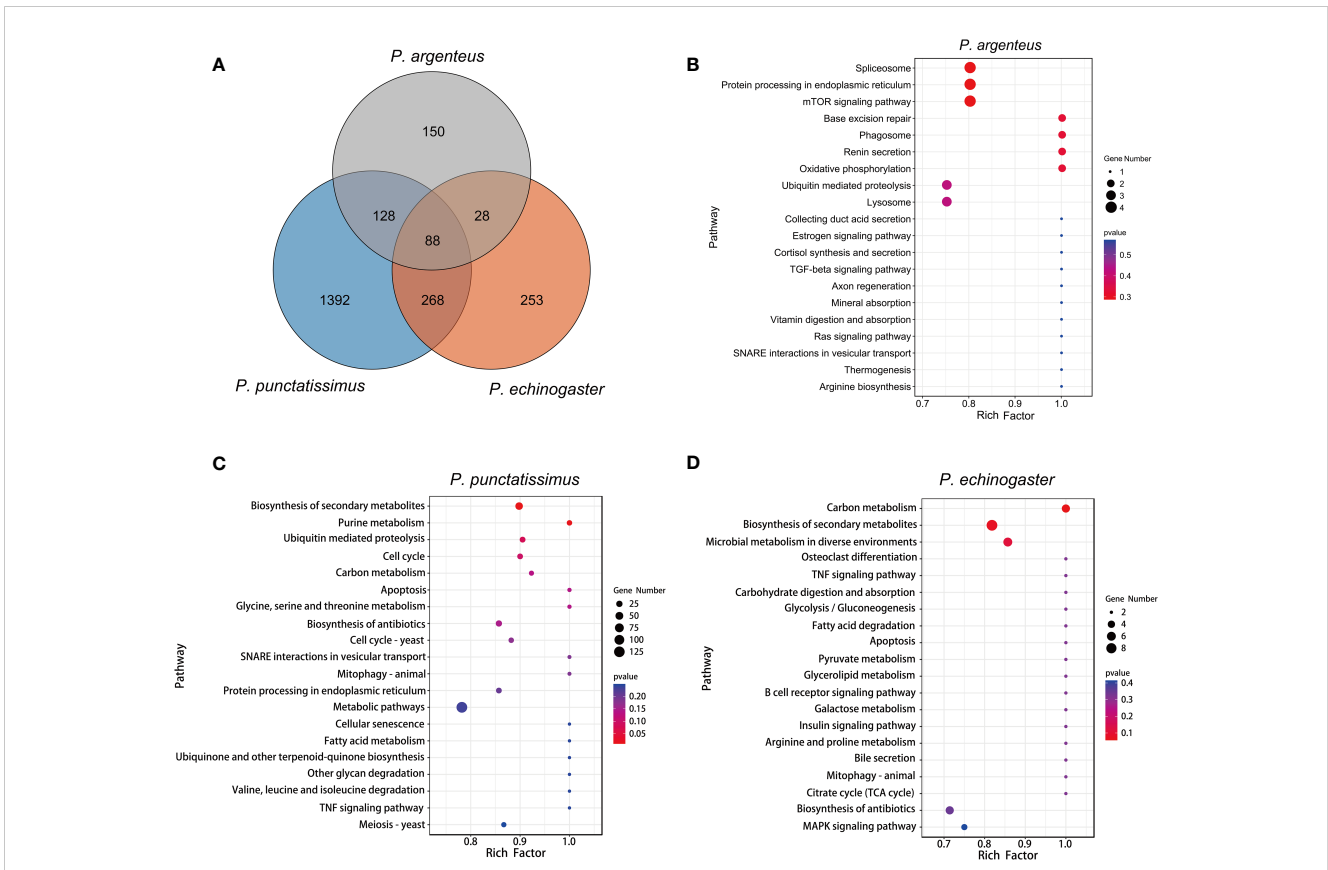 A
P. argenteus
150
128
28
88
1392
268
253
P. punctatissimus
P. echinogaster
B
P. argenteus
Spliceosome
Protein processing in endoplasmic reticulum
mTOR signaling pathway
Base excision repair
Phagosome
Renin secretion
Oxidative phosphorylation
Ubiquitin mediated proteolysis
Lysosome
Collecting duct acid secretion
Estrogen signaling pathway
Cortisol synthesis and secretion
TGF-beta signaling pathway
Axon regeneration
Mineral absorption
Vitamin digestion and absorption
Ras signaling pathway
SNARE interactions in vesicular transport
Thermogenesis
Arginine biosynthesis
Pathway
0.7 0.8 0.9 1.0
Rich Factor
Gene Number
1
2
3
4
pvalue
0.5
0.4
0.3
C
P. punctatissimus
Biosynthesis of secondary metabolites
Purine metabolism
Ubiquitin mediated proteolysis
Cell cycle
Carbon metabolism
Apoptosis
Glycine, serine and threonine metabolism
Biosynthesis of antibiotics
Cell cycle - yeast
SNARE interactions in vesicular transport
Mitophagy - animal
Protein processing in endoplasmic reticulum
Metabolic pathways
Cellular senescence
Fatty acid metabolism
Ubiquinone and other terpenoid-quinone biosynthesis
Other glycan degradation
Valine, leucine and isoleucine degradation
TNF signaling pathway
Meiosis - yeast
Pathway
0.8 0.9 1.0
Rich Factor
Gene Number
25
50
75
100
125
pvalue
0.20
0.15
0.10
0.05
D
P. echinogaster
Carbon metabolism
Biosynthesis of secondary metabolites
Microbial metabolism in diverse environments
Osteoclast differentiation
TNF signaling pathway
Carbohydrate digestion and absorption
Glycolysis / Gluconeogenesis
Fatty acid degradation
Apoptosis
Pyruvate metabolism
Glycerolipid metabolism
B cell receptor signaling pathway
Galactose metabolism
Insulin signaling pathway
Arginine and proline metabolism
Bile secretion
Mitophagy - animal
Citrate cycle (TCA cycle)
Biosynthesis of antibiotics
MAPK signaling pathway
Pathway
0.7 0.8 0.9 1.0
Rich Factor
Gene Number
2
4
6
8
pvalue
0.4
0.3
0.2
0.1